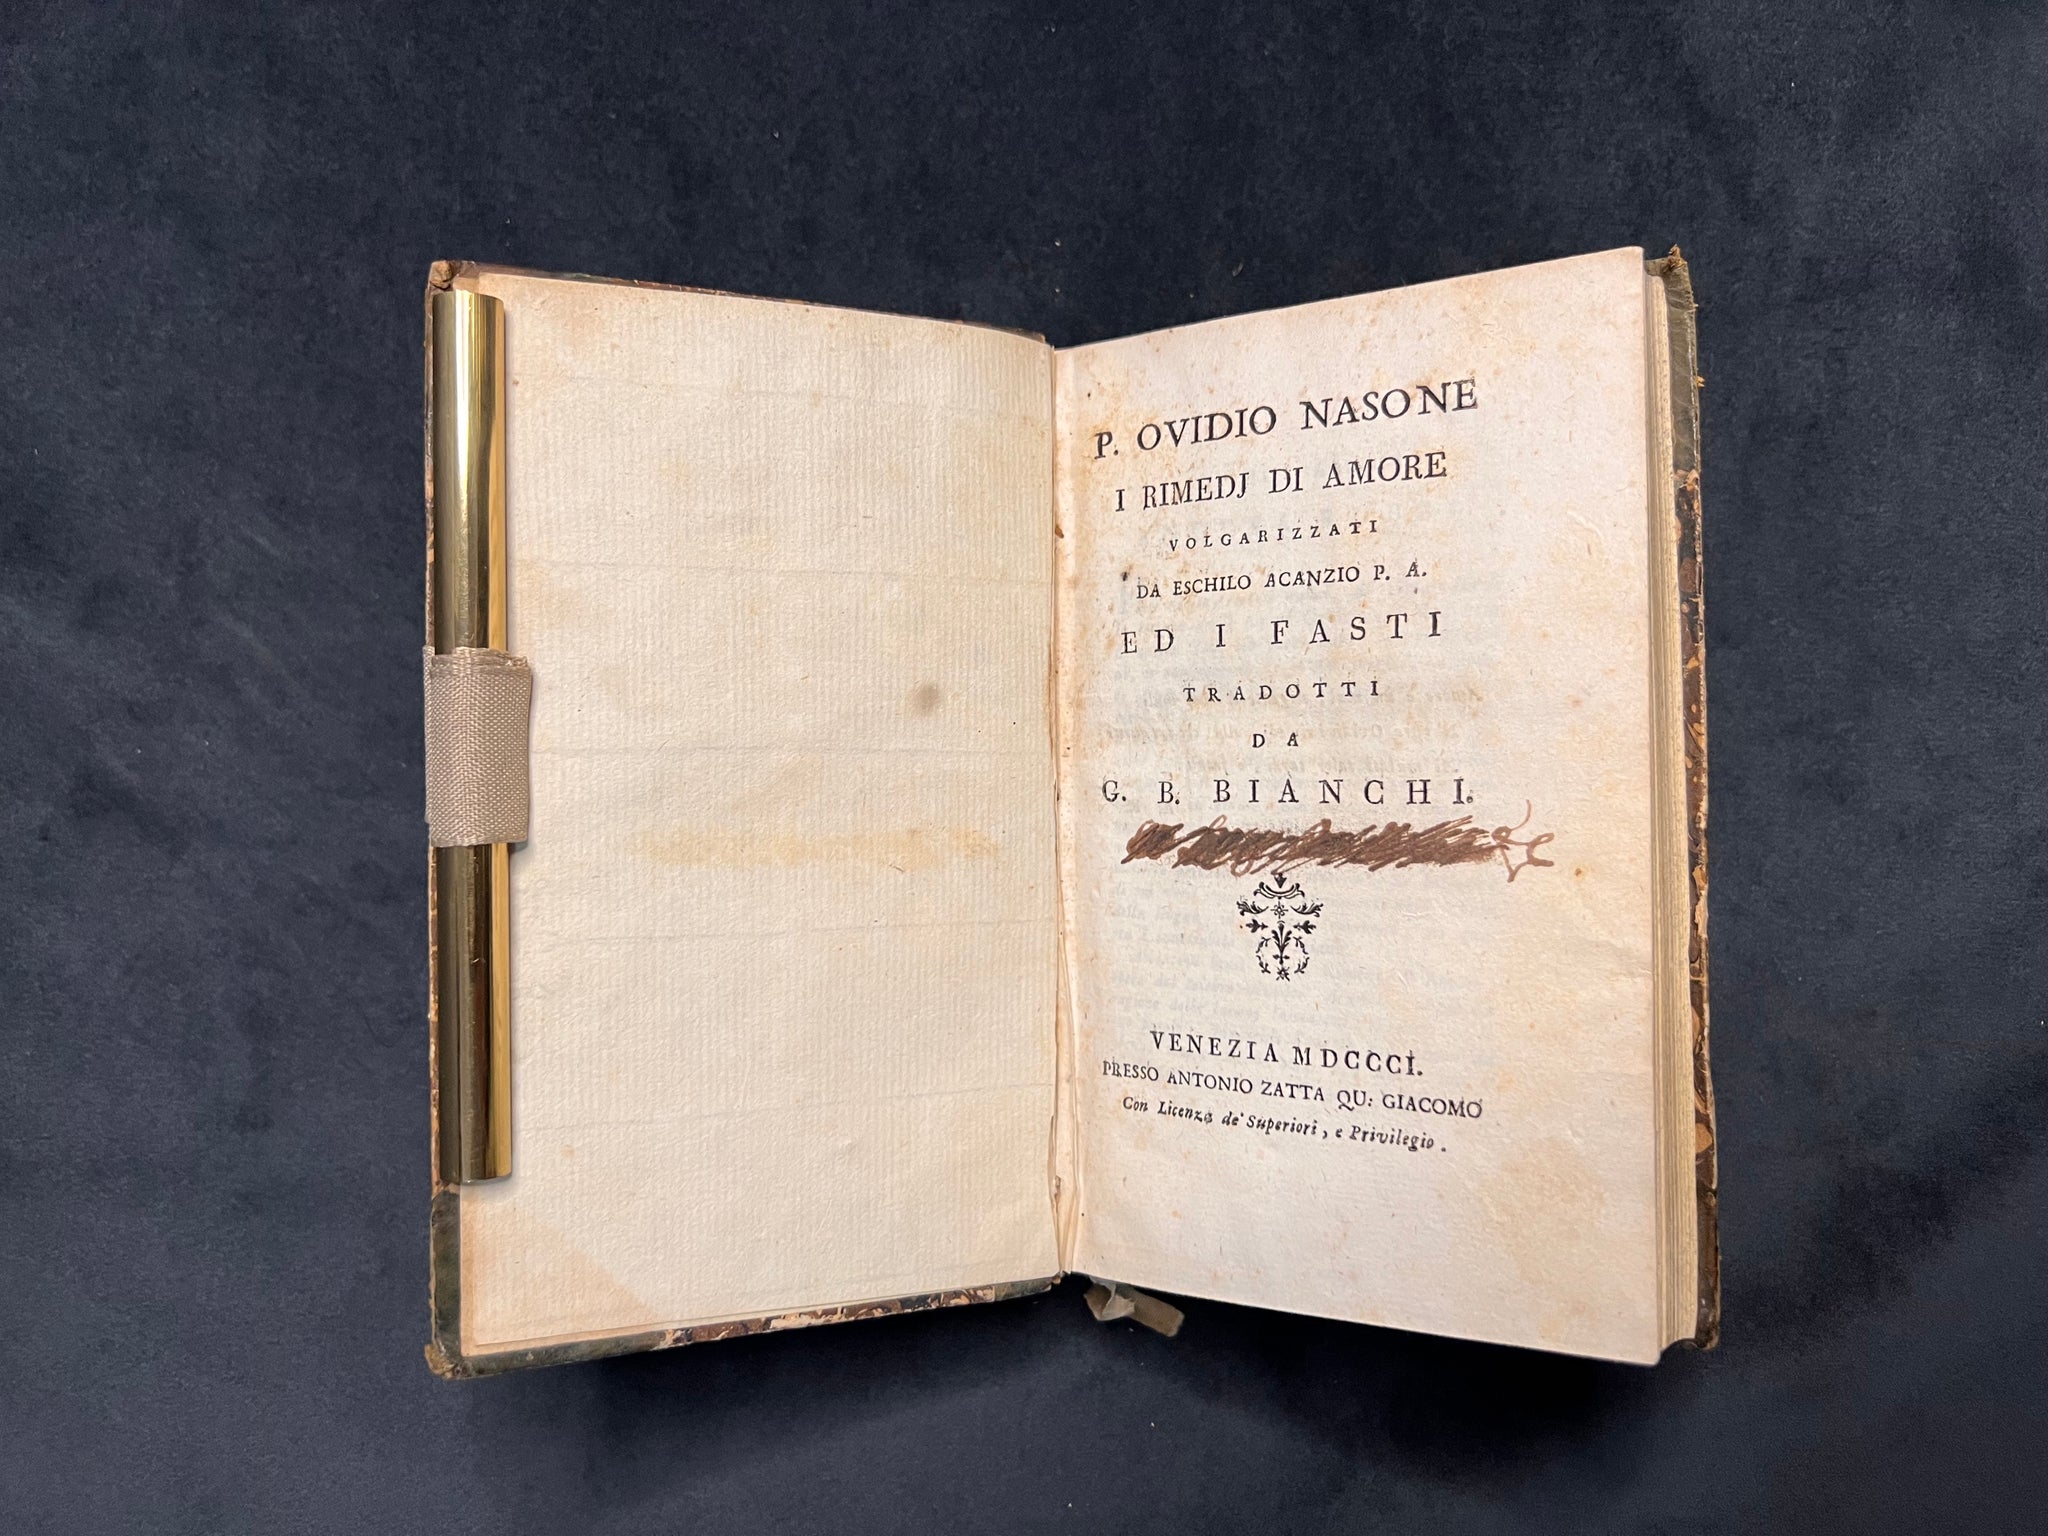 P. OVIDIO NASONE
I RIMEDJ DI AMORE
VOLGARIZZATI
DA ESCHILO ACANZIO P. A.
ED I FASTI
TRADOTTI
DA
G. B. BIANCHI.
VENEZIA MDCCCI.
PRESSO ANTONIO ZATTA QU: GIACOMO
Con Licenza de' Superiori, e Privilegio.